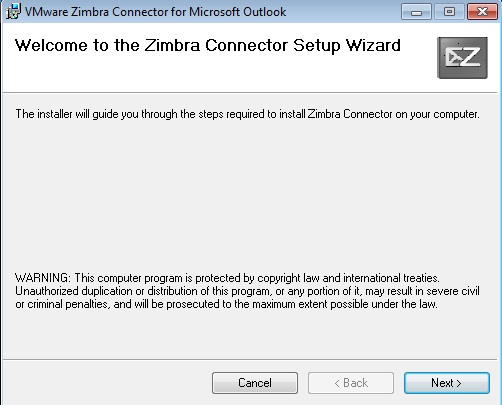 VMware Zimbra Connector for Microsoft Outlook
Welcome to the Zimbra Connector Setup Wizard
Z
The installer will guide you through the steps required to install Zimbra Connector on your computer.
WARNING: This computer program is protected by copyright law and international treaties.
Unauthorized duplication or distribution of this program, or any portion of it, may result in severe civil
or criminal penalties, and will be prosecuted to the maximum extent possible under the law.
Cancel
< Back
Next >